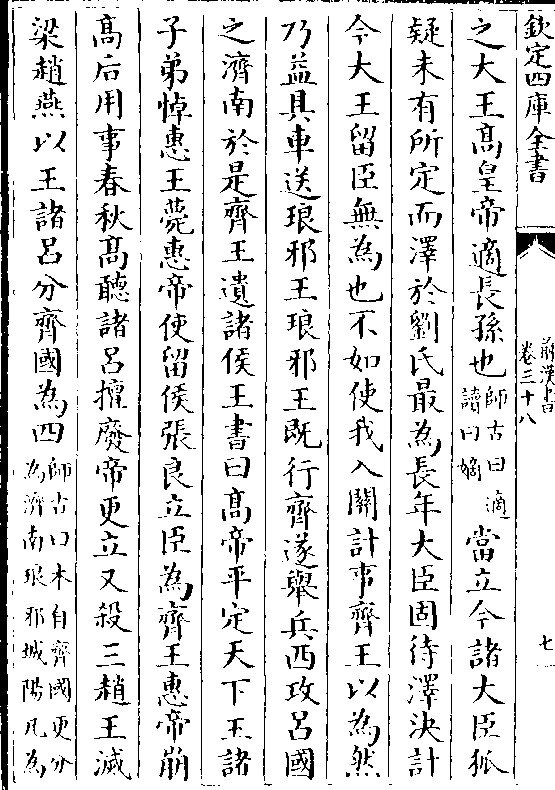 欽定四庫全書
前漢書
卷三十八
七
之大王高皇帝適長孫也師古曰適讀曰嫡當立今諸大臣狐
疑未有所定而澤於劉氏最為長年大臣固待澤決計
今大王留臣無為也不如使我入關計事齊王以為然
乃益具車送琅邪王琅邪王既行齊遂舉兵西攻呂國
之濟南於是齊王遺諸侯王書曰高帝平定天下王諸
子弟悼惠王薨惠帝使留侯張良立臣為齊王惠帝崩
高后用事春秋高聽諸呂擅廢帝更立又殺三趙王滅
梁趙燕以王諸呂分齊國為四師古曰本自齊國更分為濟南琅邪城陽凡為